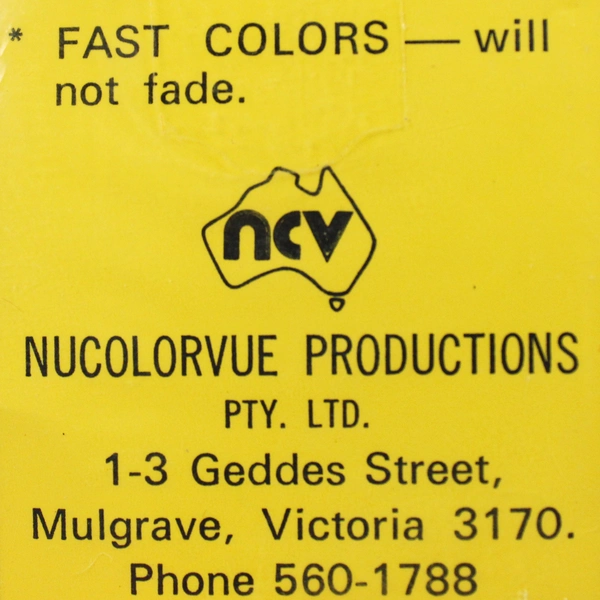 * FAST COLORS — will
not fade.
ncv
NUCOLORVUE PRODUCTIONS
PTY. LTD.
1-3 Geddes Street,
Mulgrave, Victoria 3170.
Phone 560-1788